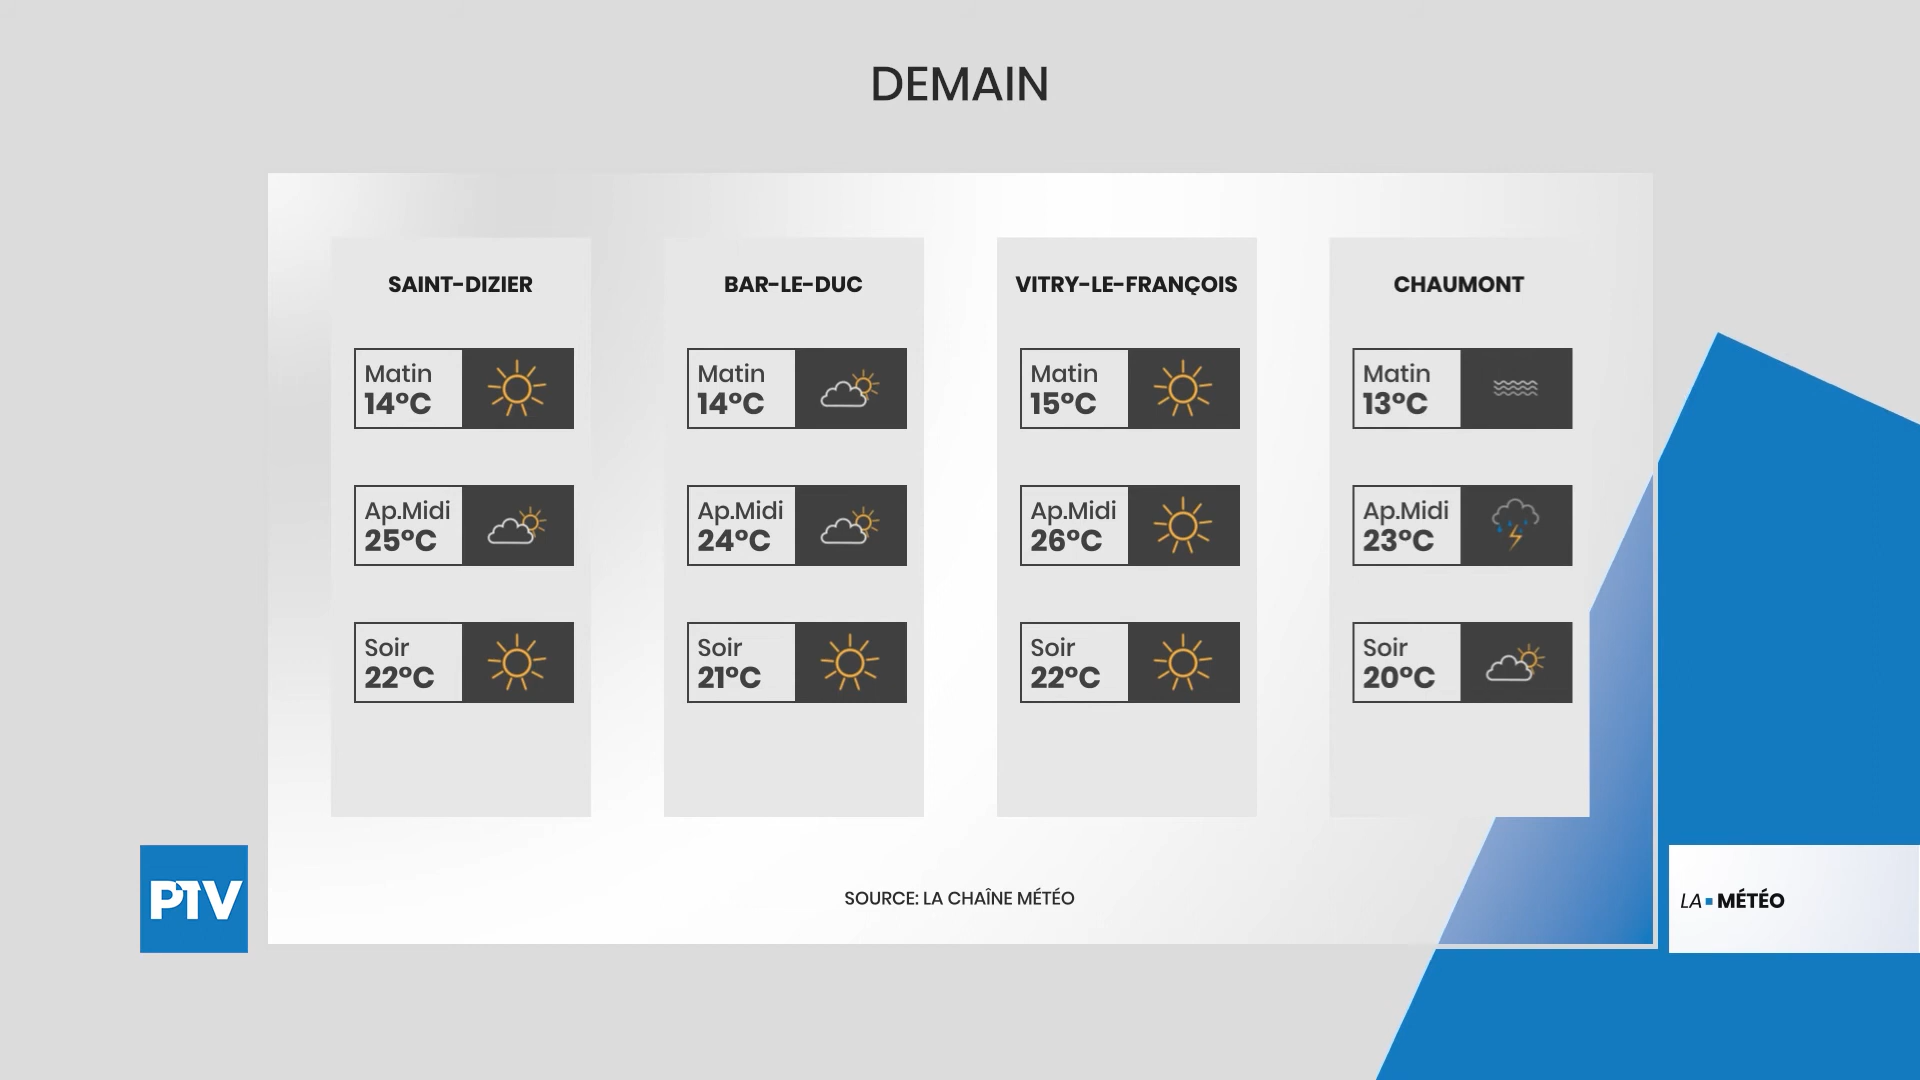 DEMAIN
SAINT-DIZIER
Matin
14°C
Ap.Midi
25°C
Soir
22°C
BAR-LE-DUC
Matin
14°C
Ap.Midi
24°C
Soir
21°C
VITRY-LE-FRANÇOIS
Matin
15°C
Ap.Midi
26°C
Soir
22°C
CHAUMONT
Matin
13°C
Ap.Midi
23°C
Soir
20°C
SOURCE: LA CHAÎNE MÉTÉO
PTV
LA MÉTÉO